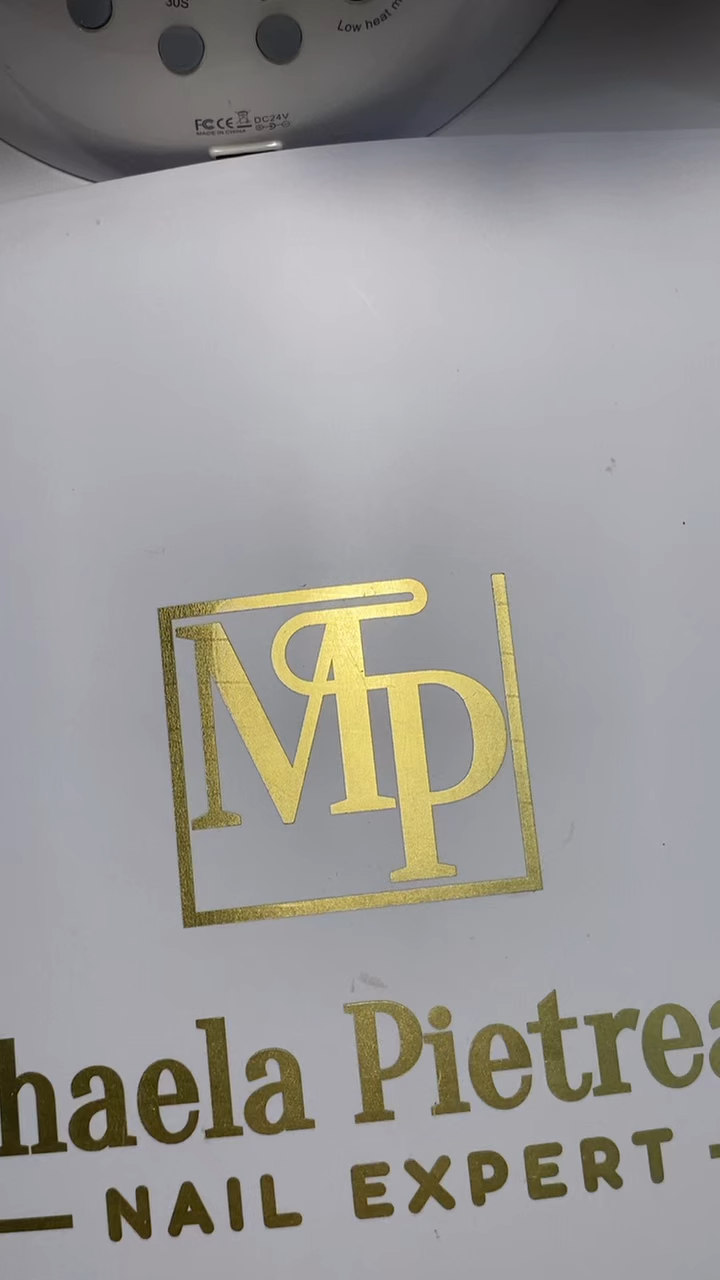 30S
Low heat m
FC CE DC24V
MADE IN CHINA
MP
haela Pietrea
NAIL EXPERT